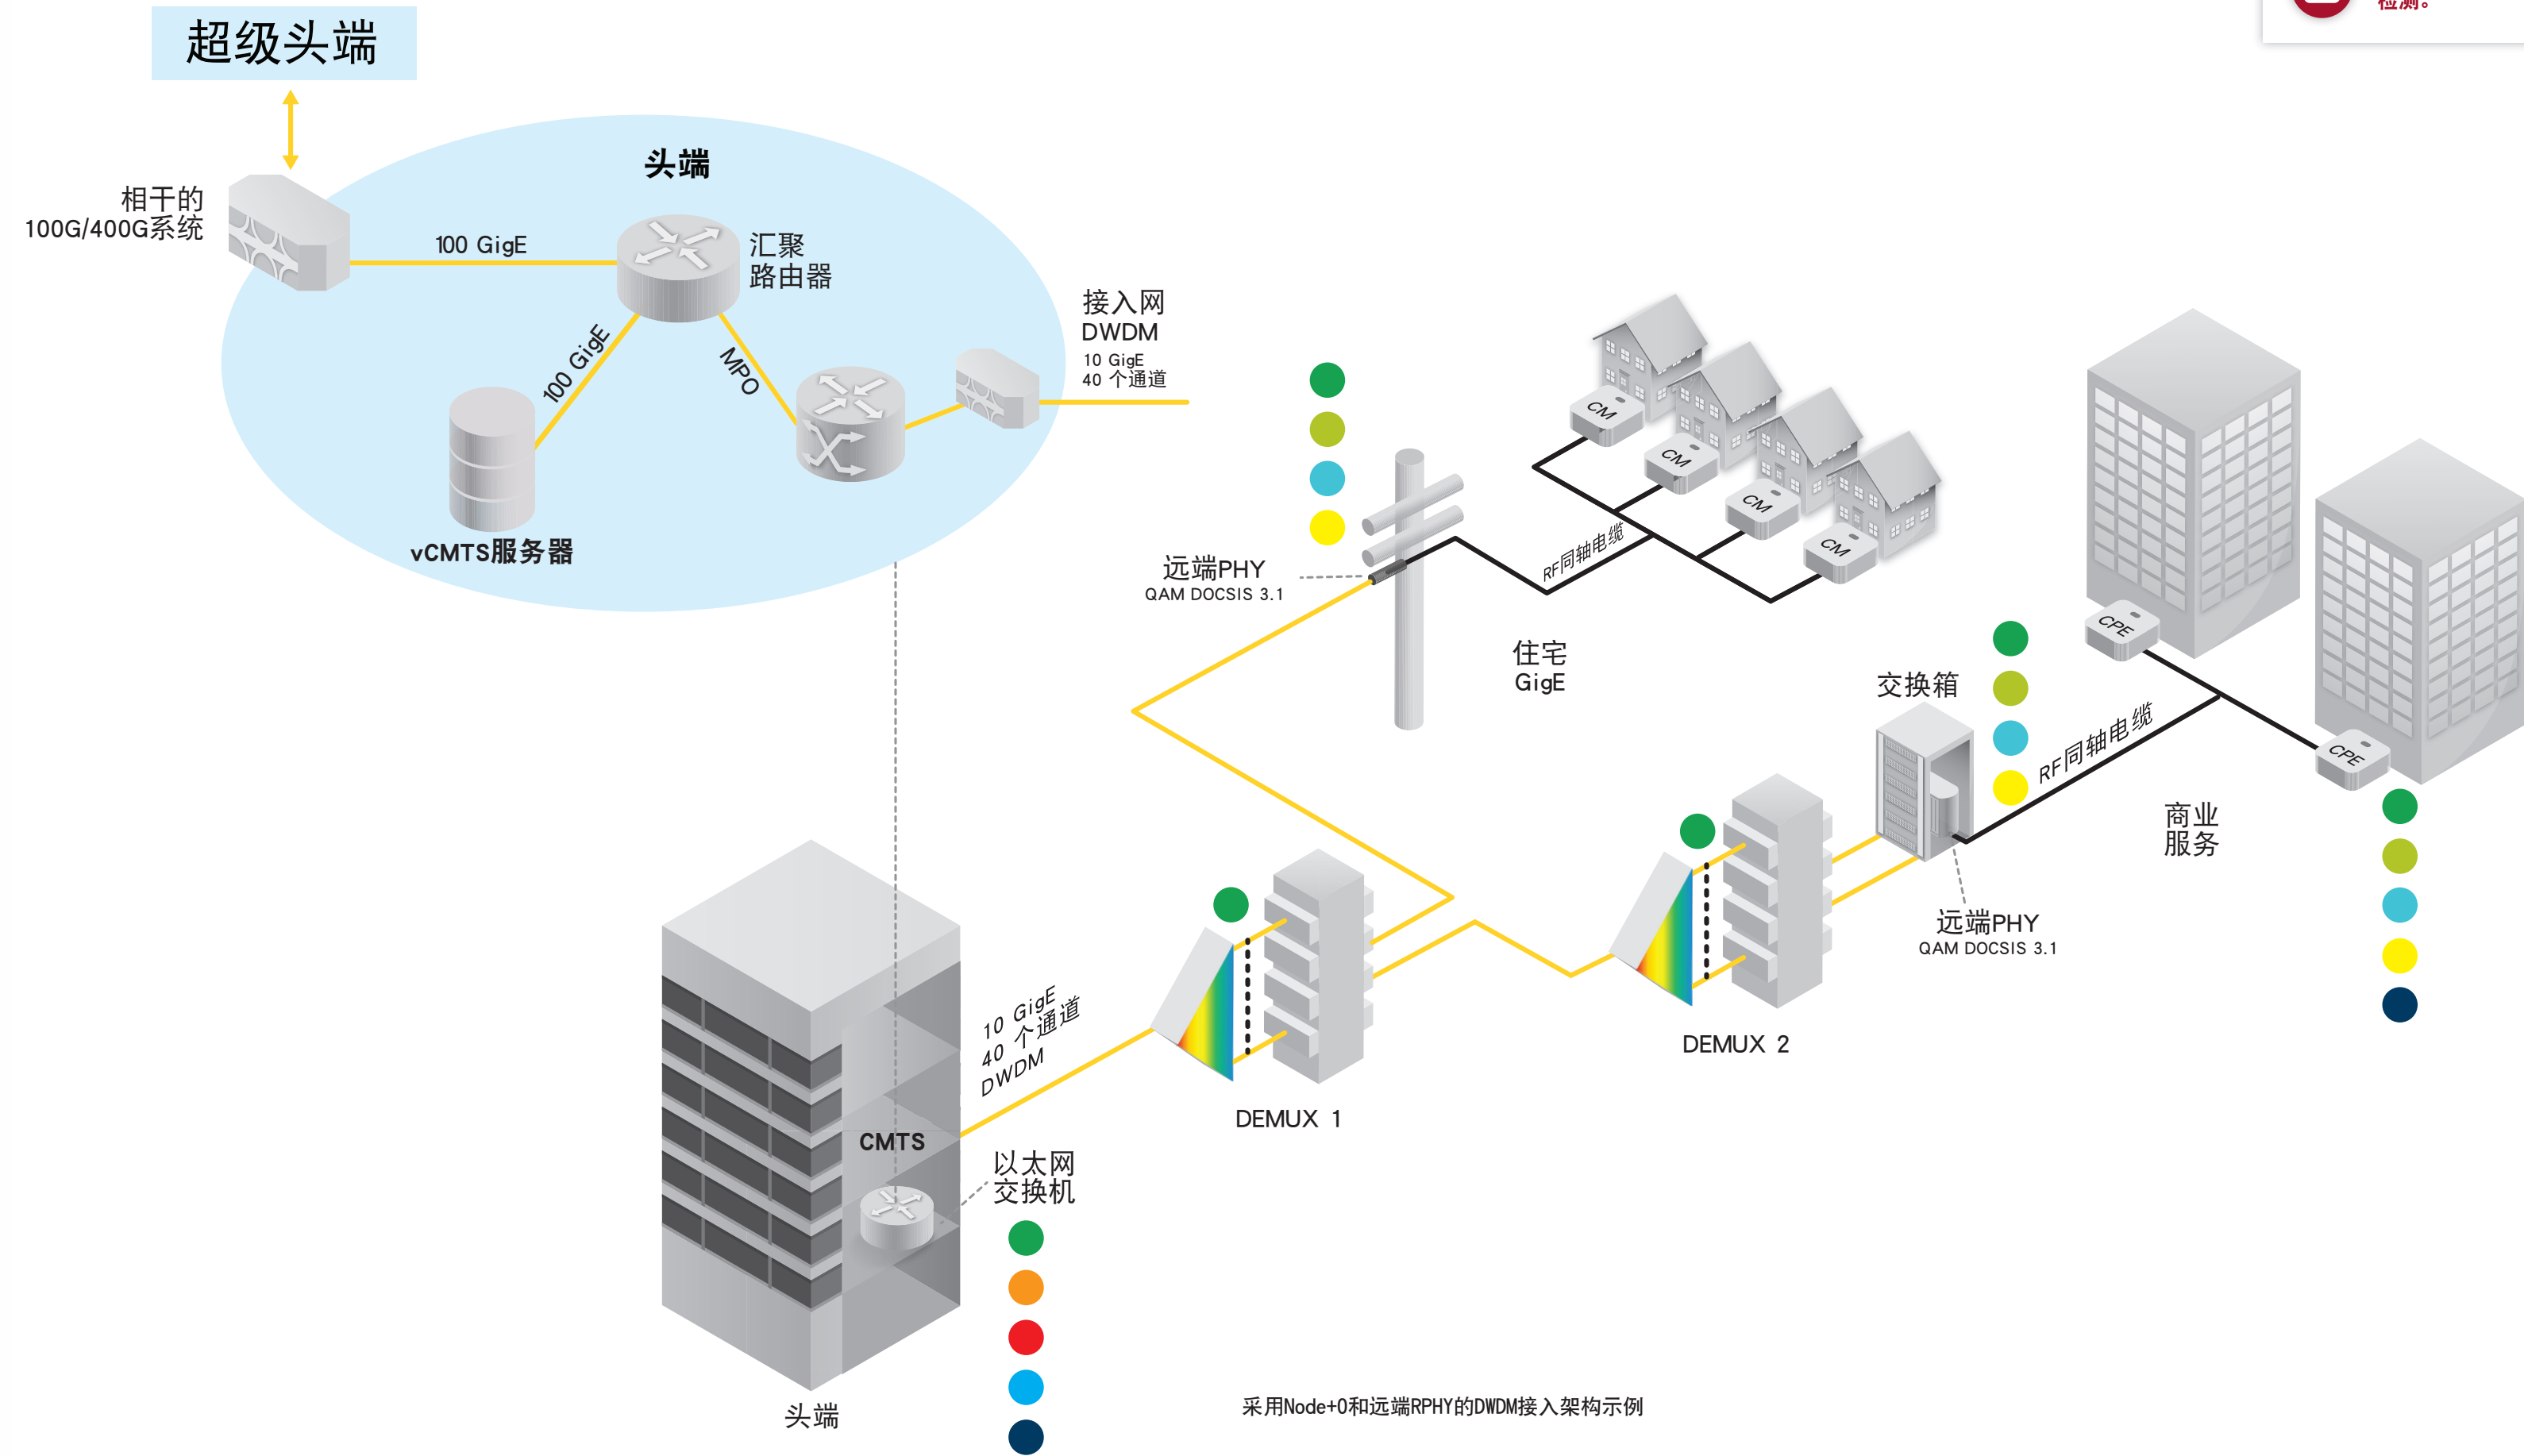 检测。
超级头端
头端
相干的
100G/400G系统
100 GigE
汇聚
路由器
100 GigE
MPO
接入网
DWDM
10 GigE
40 个通道
vCMTS服务器
远端PHY
QAM DOCSIS 3.1
CM
CM
CM
CM
RF同轴电缆
住宅
GigE
CPE
CPE
交换箱
RF同轴电缆
商业
服务
远端PHY
QAM DOCSIS 3.1
DEMUX 2
10 GigE
40 个通道
DWDM
DEMUX 1
CMTS
以太网
交换机
头端
采用Node+0和远端RPHY的DWDM接入架构示例